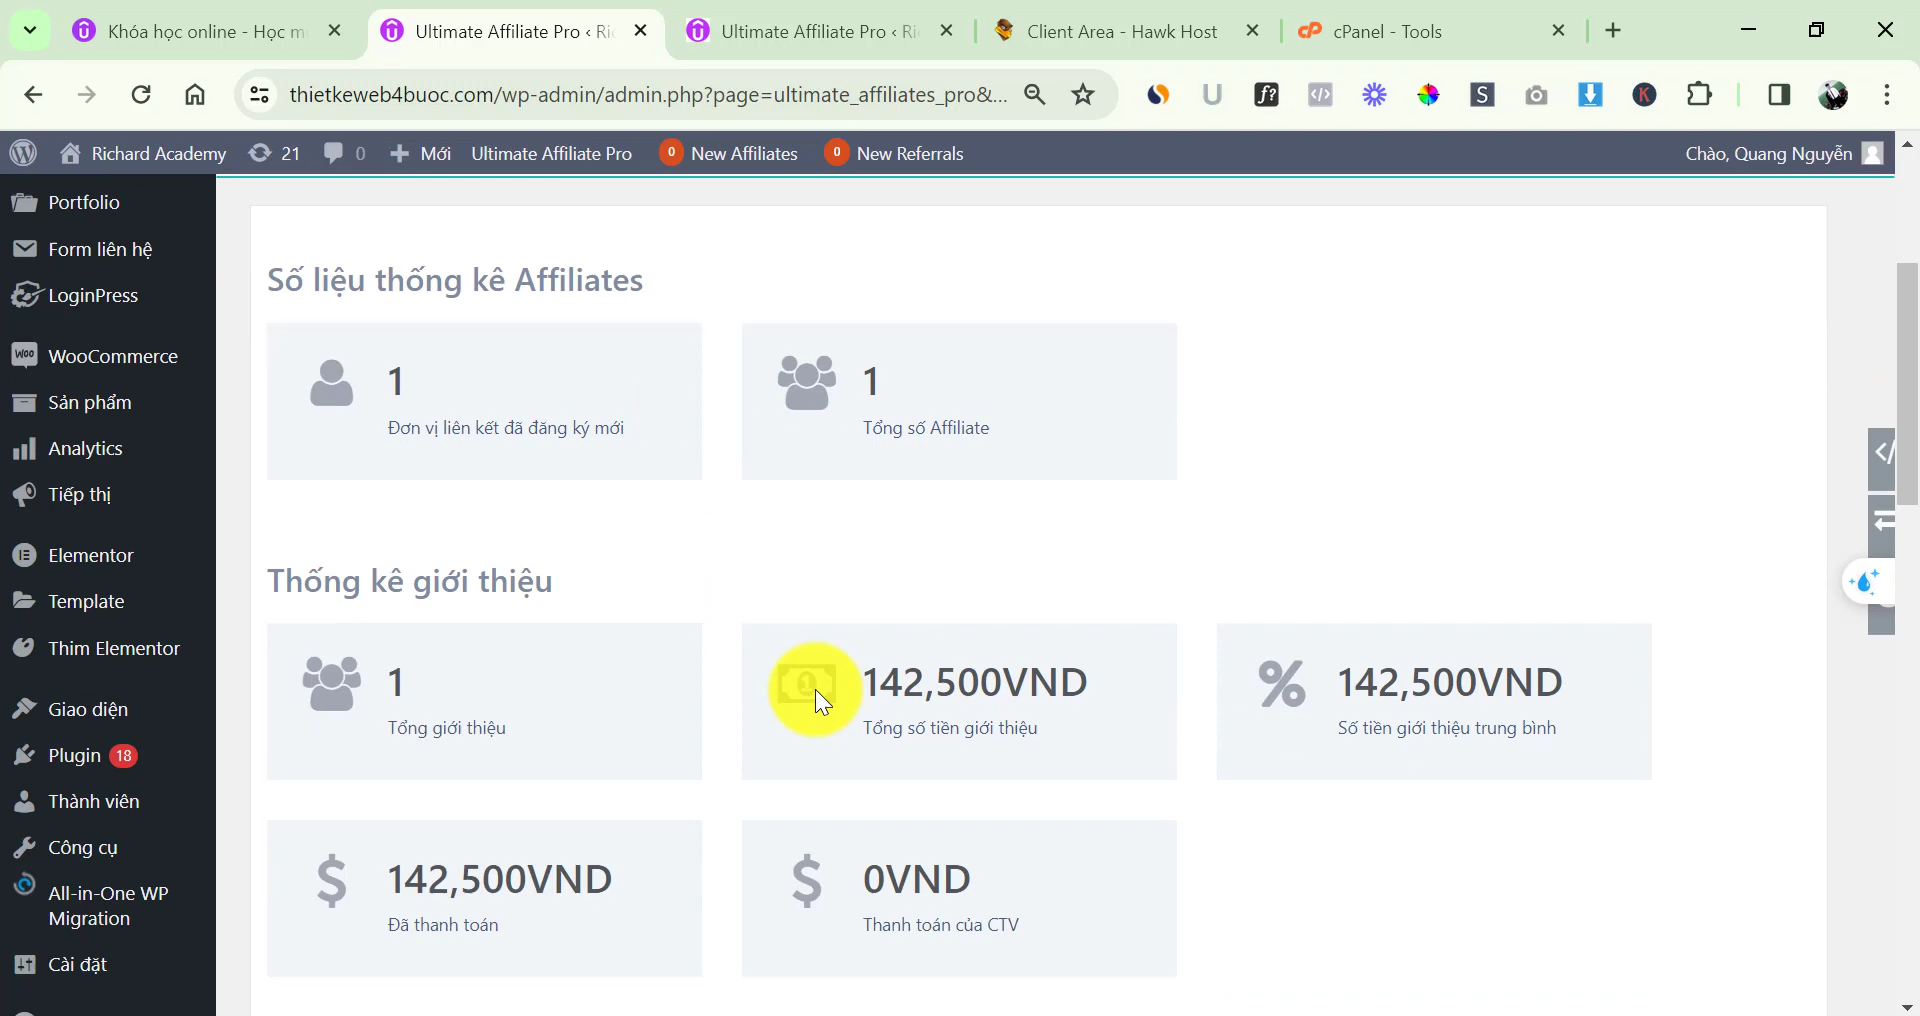 Khóa học online - Học m
Ultimate Affiliate Pro ‹ Ri
Ultimate Affiliate Pro ‹ Ri
Client Area - Hawk Host
cPanel - Tools
thietkeweb4buoc.com/wp-admin/admin.php?page=ultimate_affiliates_pro&...
Richard Academy
21
0
Mới
Ultimate Affiliate Pro
0 New Affiliates
0 New Referrals
Chào, Quang Nguyễn
Portfolio
Form liên hệ
LoginPress
WooCommerce
Sản phẩm
Analytics
Tiếp thị
Elementor
Template
Thim Elementor
Giao diện
Plugin 18
Thành viên
Công cụ
All-in-One WP
Migration
Cài đặt
Số liệu thống kê Affiliates
1
Đơn vị liên kết đã đăng ký mới
1
Tổng số Affiliate
Thống kê giới thiệu
1
Tổng giới thiệu
142,500VND
Tổng số tiền giới thiệu
142,500VND
Số tiền giới thiệu trung bình
142,500VND
Đã thanh toán
0VND
Thanh toán của CTV